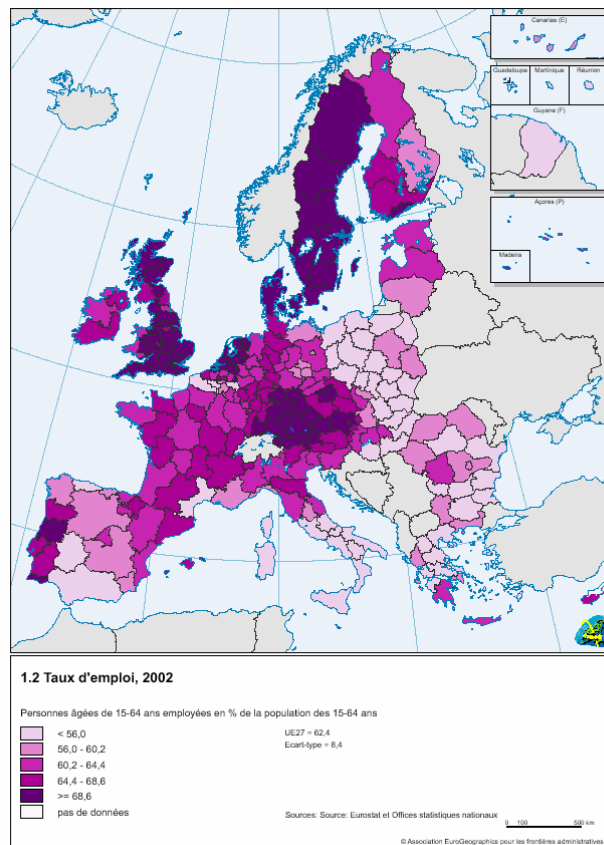 Canarias (E)
Guadeloupe
Martinique
Réunion
Guyane (F)
Açores (P)
Madeira
1.2 Taux d'emploi, 2002
Personnes âgées de 15-64 ans employées en % de la population des 15-64 ans
< 56,0
56,0 - 60,2
60,2 - 64,4
64,4 - 68,6
>= 68,6
pas de données
UE27 = 62,4
Ecart-type = 8,4
Sources: Source: Eurostat et Offices statistiques nationaux
0 100 500 km
© Association EuroGeographics pour les frontières administratives